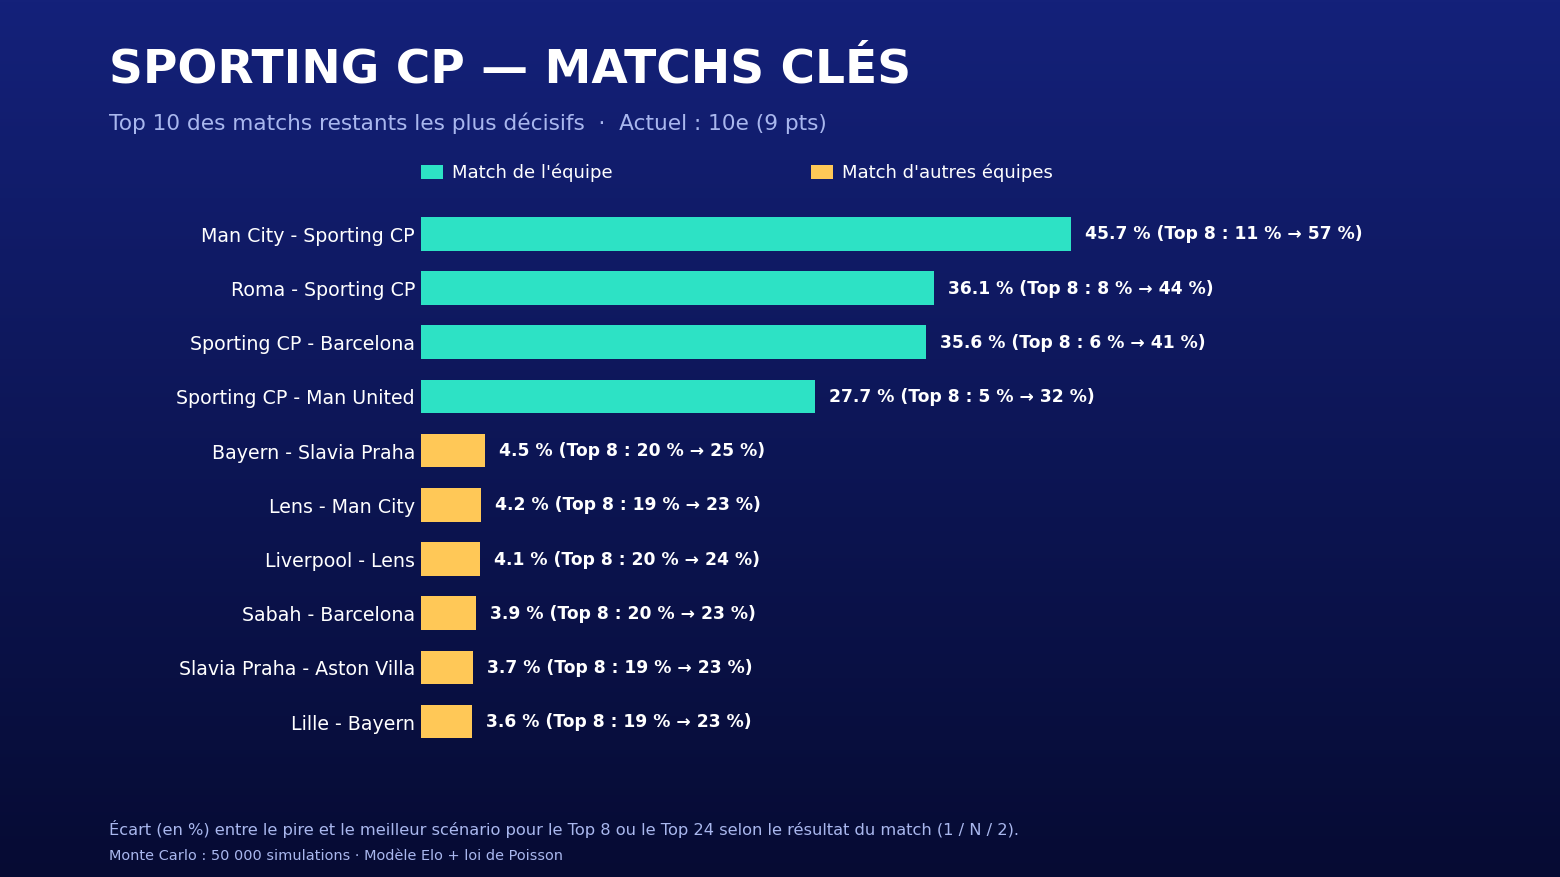 SPORTING CP — MATCHS CLÉS
Top 10 des matchs restants les plus décisifs · Actuel : 10e (9 pts)
Match de l'équipe
Match d'autres équipes
Man City - Sporting CP 45.7 % (Top 8 : 11 % → 57 %)
Roma - Sporting CP 36.1 % (Top 8 : 8 % → 44 %)
Sporting CP - Barcelona 35.6 % (Top 8 : 6 % → 41 %)
Sporting CP - Man United 27.7 % (Top 8 : 5 % → 32 %)
Bayern - Slavia Praha 4.5 % (Top 8 : 20 % → 25 %)
Lens - Man City 4.2 % (Top 8 : 19 % → 23 %)
Liverpool - Lens 4.1 % (Top 8 : 20 % → 24 %)
Sabah - Barcelona 3.9 % (Top 8 : 20 % → 23 %)
Slavia Praha - Aston Villa 3.7 % (Top 8 : 19 % → 23 %)
Lille - Bayern 3.6 % (Top 8 : 19 % → 23 %)
Écart (en %) entre le pire et le meilleur scénario pour le Top 8 ou le Top 24 selon le résultat du match (1 / N / 2).
Monte Carlo : 50 000 simulations · Modèle Elo + loi de Poisson